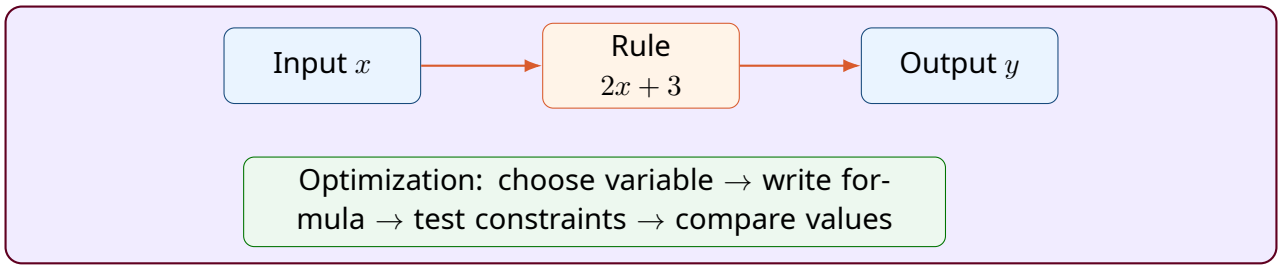 Input x
Rule
2x + 3
Output y
Optimization: choose variable → write for-
mula → test constraints → compare values